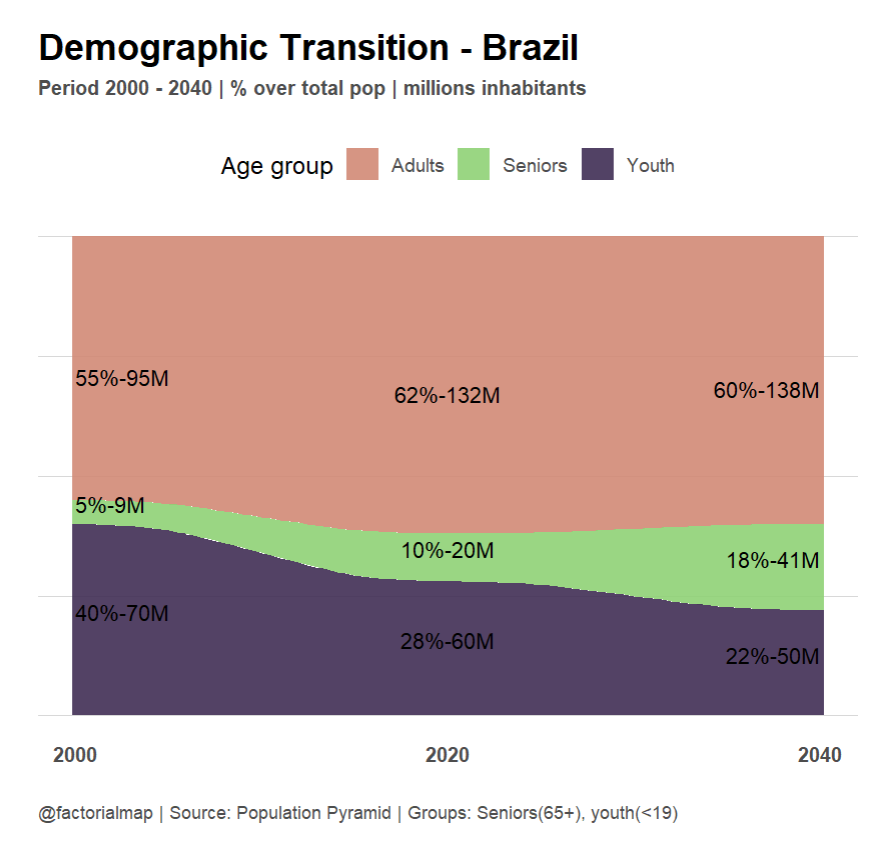 Demographic Transition - Brazil
Period 2000 - 2040 | % over total pop | millions inhabitants
Age group Adults Seniors Youth
55%-95M
62%-132M
60%-138M
5%-9M
10%-20M
18%-41M
40%-70M
28%-60M
22%-50M
2000 2020 2040
@factorialmap | Source: Population Pyramid | Groups: Seniors(65+), youth(<19)